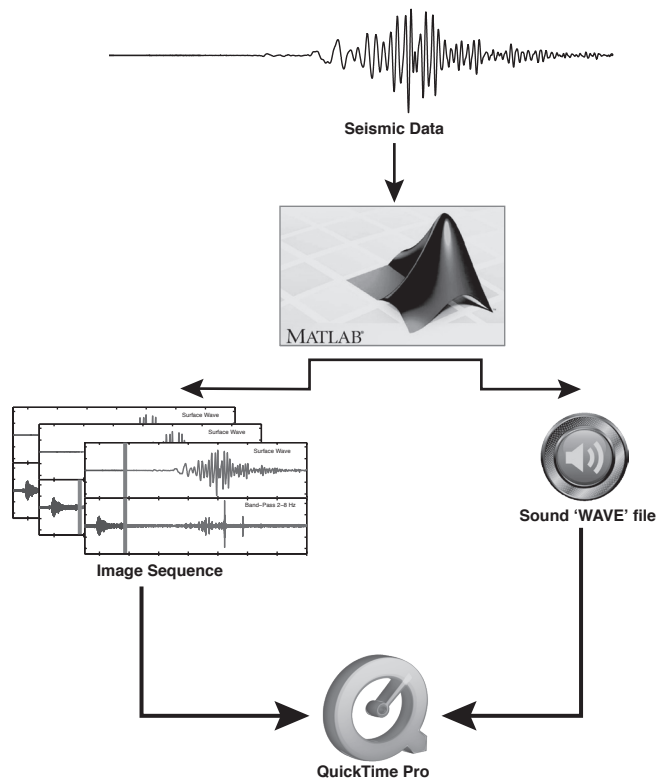 Seismic Data
MATLAB®
Surface Wave
Surface Wave
Surface Wave
Band–Pass 2–8 Hz
Image Sequence
Sound ‘WAVE’ file
QuickTime Pro